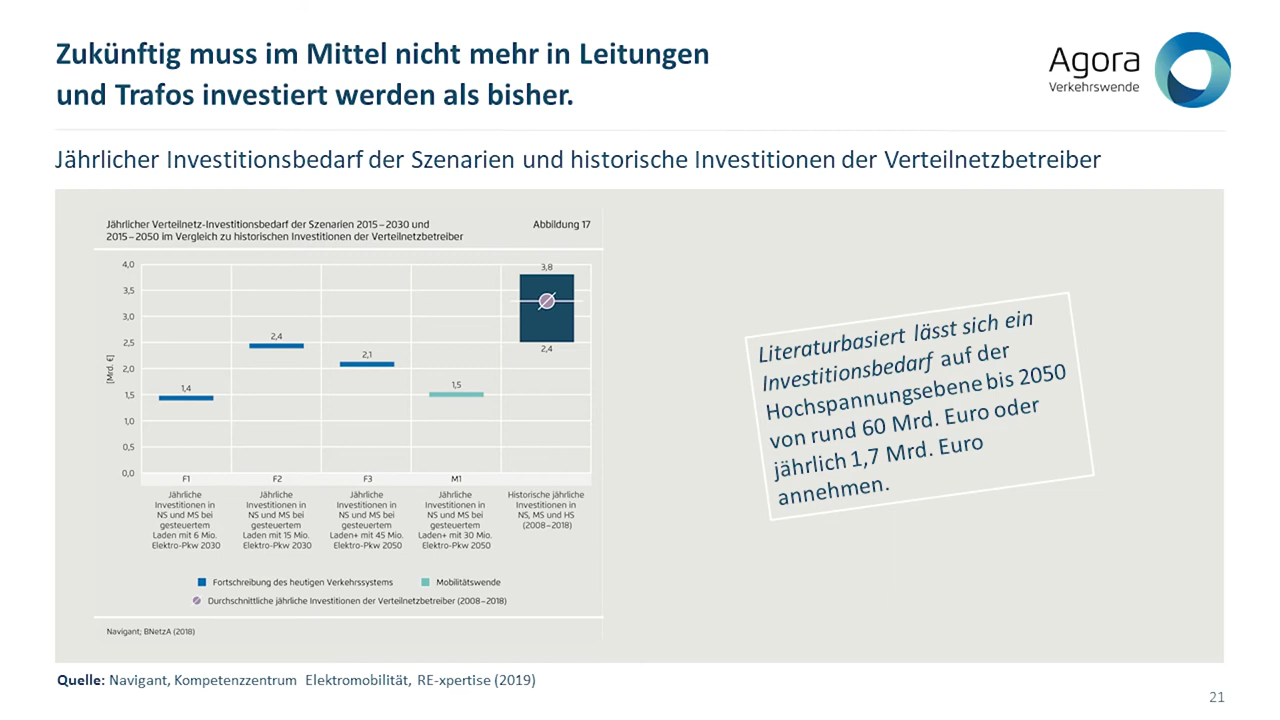 Zukünftig muss im Mittel nicht mehr in Leitungen
und Trafos investiert werden als bisher.
Agora
Verkehrswende
Jährlicher Investitionsbedarf der Szenarien und historische Investitionen der Verteilnetzbetreiber
Jährlicher Verteilnetz-Investitionsbedarf der Szenarien 2015–2030 und
2015–2050 im Vergleich zu historischen Investitionen der Verteilnetzbetreiber
Abbildung 17
[Mrd. €]
4,0
3,5
3,0
2,5
2,0
1,5
1,0
0,5
0,0
1,4
2,4
2,1
1,5
3,8
2,4
F1
F2
F3
M1
Jährliche
Investitionen in
NS und MS bei
gesteuertem
Laden mit 6 Mio.
Elektro-Pkw 2030
Jährliche
Investitionen in
NS und MS bei
gesteuertem
Laden mit 15 Mio.
Elektro-Pkw 2030
Jährliche
Investitionen in
NS und MS bei
gesteuertem
Laden+ mit 45 Mio.
Elektro-Pkw 2050
Jährliche
Investitionen in
NS und MS bei
gesteuertem
Laden+ mit 30 Mio.
Elektro-Pkw 2050
Historische jährliche
Investitionen in
NS, MS und HS
(2008–2018)
Fortschreibung des heutigen Verkehrssystems
Mobilitätswende
Durchschnittliche jährliche Investitionen der Verteilnetzbetreiber (2008–2018)
Navigant; BNetzA (2018)
Literaturbasiert lässt sich ein
Investitionsbedarf auf der
Hochspannungsebene bis 2050
von rund 60 Mrd. Euro oder
jährlich 1,7 Mrd. Euro
annehmen.
Quelle: Navigant, Kompetenzzentrum Elektromobilität, RE-xpertise (2019)
21